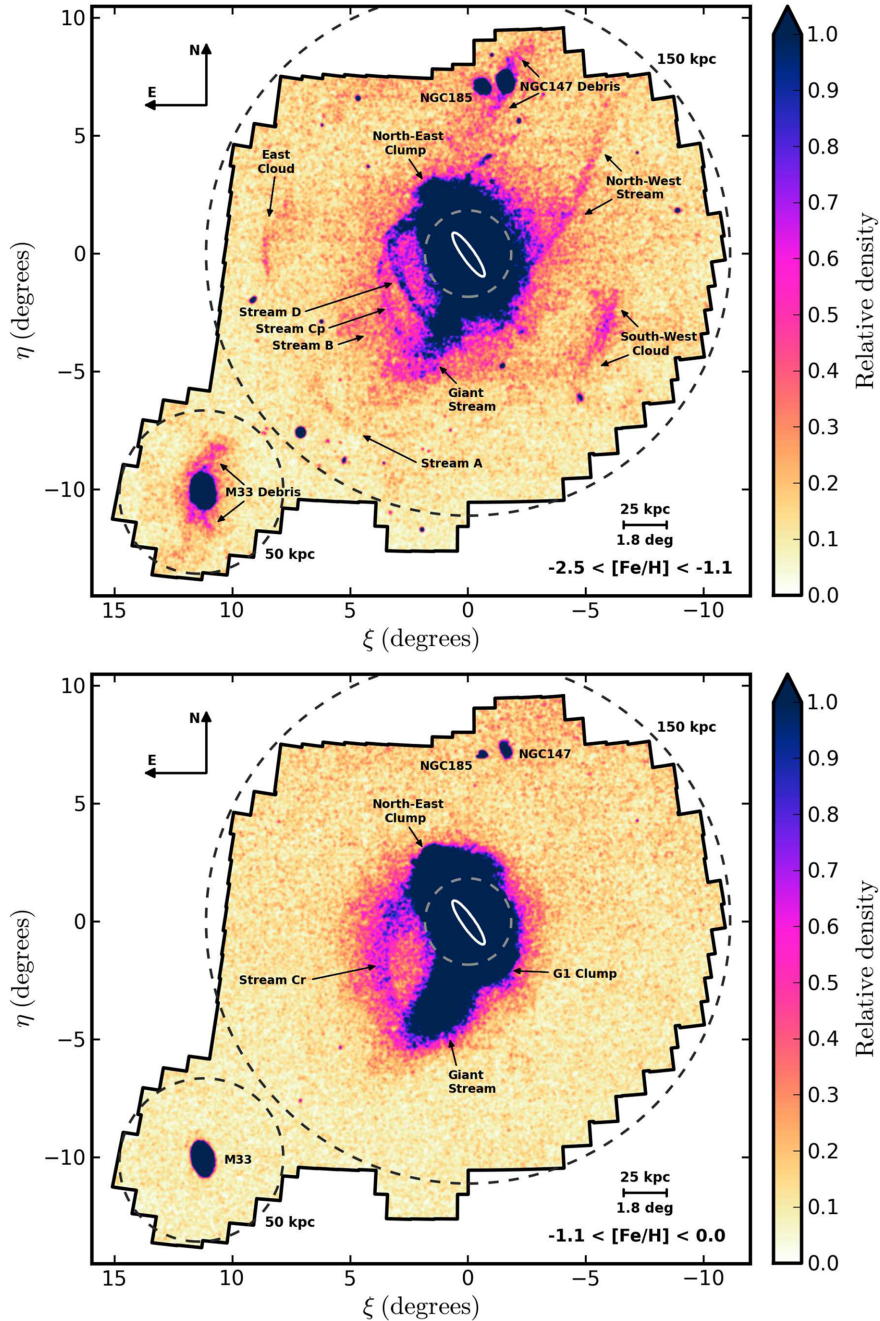 10
5
0
−5
−10
η (degrees)
N
E
150 kpc
NGC147 Debris
NGC185
North-East
Clump
East
Cloud
North-West
Stream
Stream D
Stream Cp
Stream B
South-West
Cloud
Giant
Stream
Stream A
M33 Debris
50 kpc
25 kpc
1.8 deg
-2.5 < [Fe/H] < -1.1
15 10 5 0 −5 −10
ξ (degrees)
1.0
0.9
0.8
0.7
0.6
0.5
0.4
0.3
0.2
0.1
0.0
Relative density
10
5
0
−5
−10
η (degrees)
N
E
150 kpc
NGC185
NGC147
North-East
Clump
Stream Cr
G1 Clump
Giant
Stream
M33
50 kpc
25 kpc
1.8 deg
-1.1 < [Fe/H] < 0.0
15 10 5 0 −5 −10
ξ (degrees)
1.0
0.9
0.8
0.7
0.6
0.5
0.4
0.3
0.2
0.1
0.0
Relative density